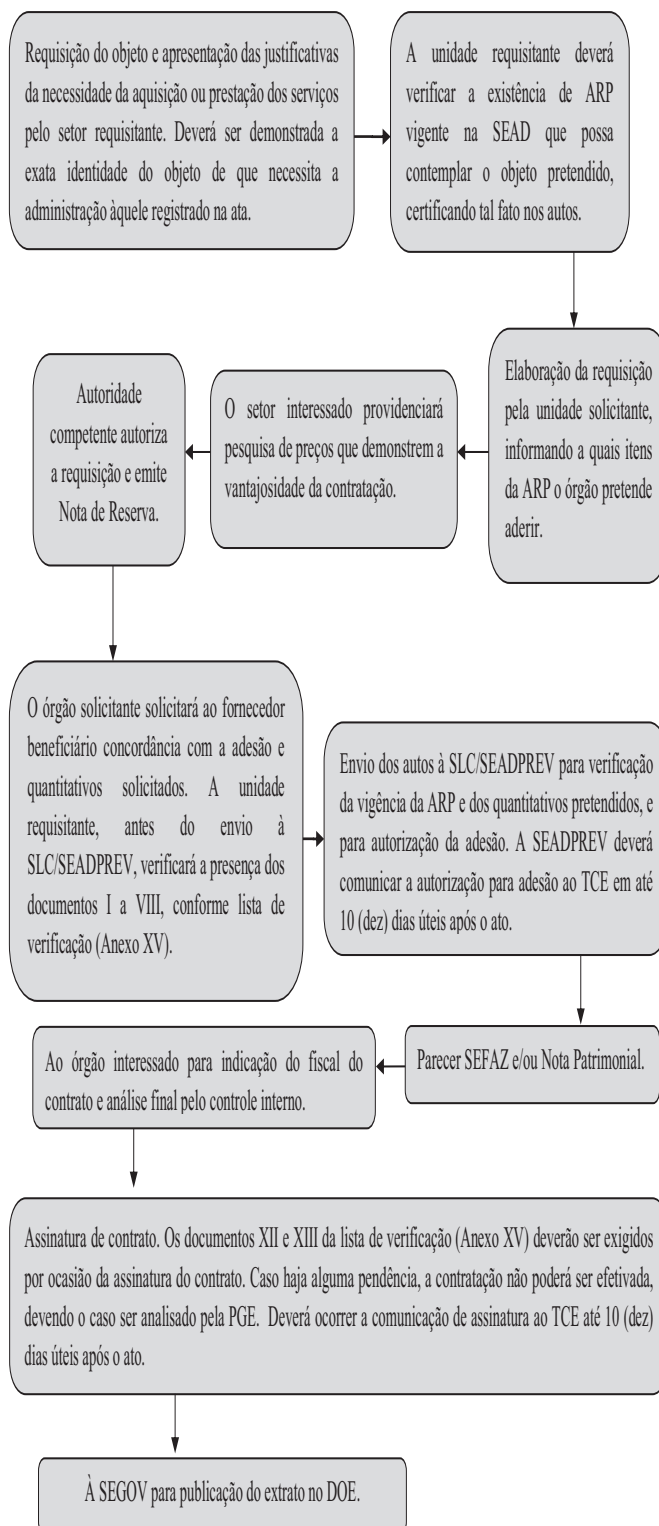 Requisição do objeto e apresentação das justificativas
da necessidade da aquisição ou prestação dos serviços
pelo setor requisitante. Deverá ser demonstrada a
exata identidade do objeto de que necessita a
administração àquele registrado na ata.
A unidade requisitante deverá
verificar a existência de ARP
vigente na SEAD que possa
contemplar o objeto pretendido,
certificando tal fato nos autos.
Elaboração da requisição
pela unidade solicitante,
informando a quais itens
da ARP o órgão pretende
aderir.
O setor interessado providenciará
pesquisa de preços que demonstrem a
vantajosidade da contratação.
Autoridade
competente autoriza
a requisição e emite
Nota de Reserva.
O órgão solicitante solicitará ao fornecedor
beneficiário concordância com a adesão e
quantitativos solicitados. A unidade
requisitante, antes do envio à
SLC/SEADPREV, verificará a presença dos
documentos I a VIII, conforme lista de
verificação (Anexo XV).
Envio dos autos à SLC/SEADPREV para verificação
da vigência da ARP e dos quantitativos pretendidos, e
para autorização da adesão. A SEADPREV deverá
comunicar a autorização para adesão ao TCE em até
10 (dez) dias úteis após o ato.
Parecer SEFAZ e/ou Nota Patrimonial.
Ao órgão interessado para indicação do fiscal do
contrato e análise final pelo controle interno.
Assinatura de contrato. Os documentos XII e XIII da lista de verificação (Anexo XV) deverão ser exigidos
por ocasião da assinatura do contrato. Caso haja alguma pendência, a contratação não poderá ser efetivada,
devendo o caso ser analisado pela PGE. Deverá ocorrer a comunicação de assinatura ao TCE até 10 (dez)
dias úteis após o ato.
À SEGOV para publicação do extrato no DOE.